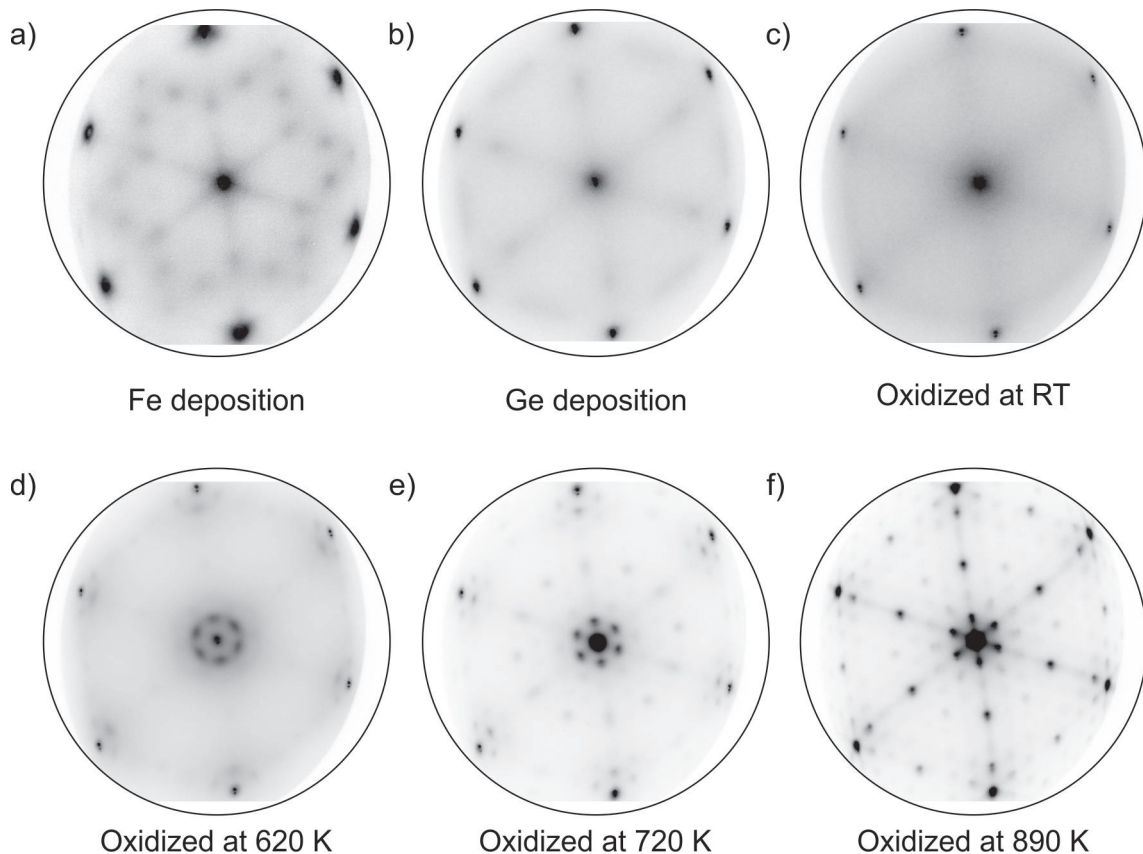 a)
b)
c)
Fe deposition
Ge deposition
Oxidized at RT
d)
e)
f)
Oxidized at 620 K
Oxidized at 720 K
Oxidized at 890 K